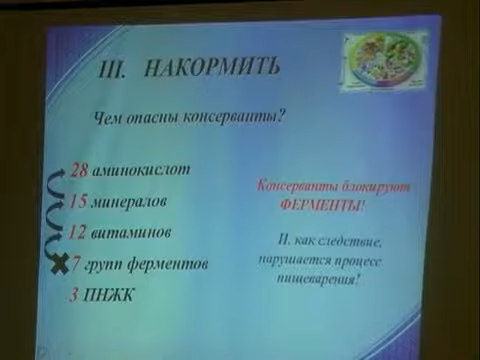 III. НАКОРМИТЬ
Чем опасны консерванты?
28 аминокислот
15 минералов
12 витаминов
7 групп ферментов
3 ПНЖК
Консерванты блокируют
ФЕРМЕНТЫ!
И, как следствие,
нарушается процесс
пищеварения!